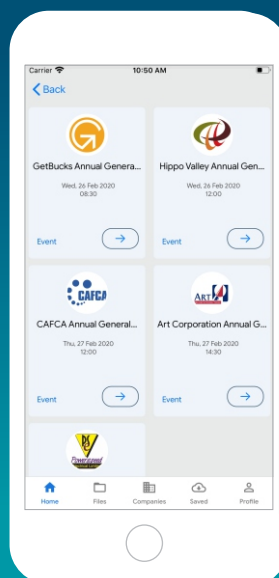 Carrier
10:50 AM
Back
GetBucks Annual Genera...
Wed, 26 Feb 2020
08:30
Event
Hippo Valley Annual Gen...
Wed, 26 Feb 2020
12:00
Event
CAFCA
CAFCA Annual General...
Thu, 27 Feb 2020
12:00
Event
ART
Art Corporation Annual G...
Thu, 27 Feb 2020
14:30
Event
Powerspeed
Home
Files
Companies
Saved
Profile